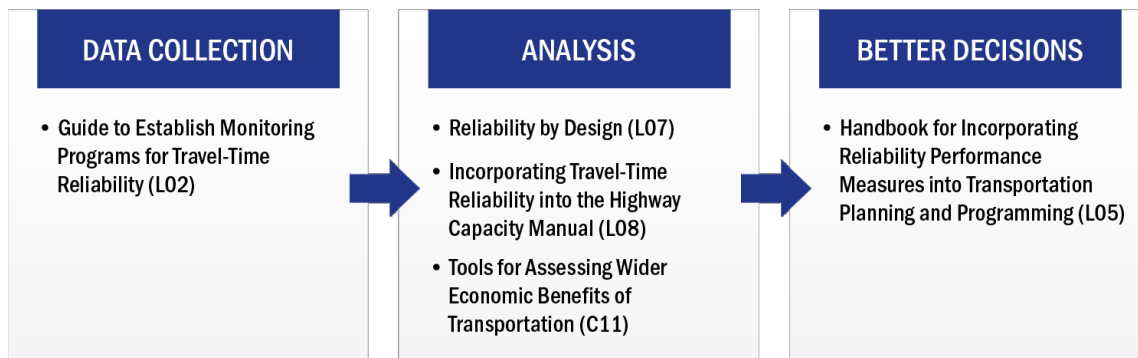 DATA COLLECTION
• Guide to Establish Monitoring
Programs for Travel-Time
Reliability (L02)
ANALYSIS
• Reliability by Design (L07)
• Incorporating Travel-Time
Reliability into the Highway
Capacity Manual (L08)
• Tools for Assessing Wider
Economic Benefits of
Transportation (C11)
BETTER DECISIONS
• Handbook for Incorporating
Reliability Performance
Measures into Transportation
Planning and Programming (L05)